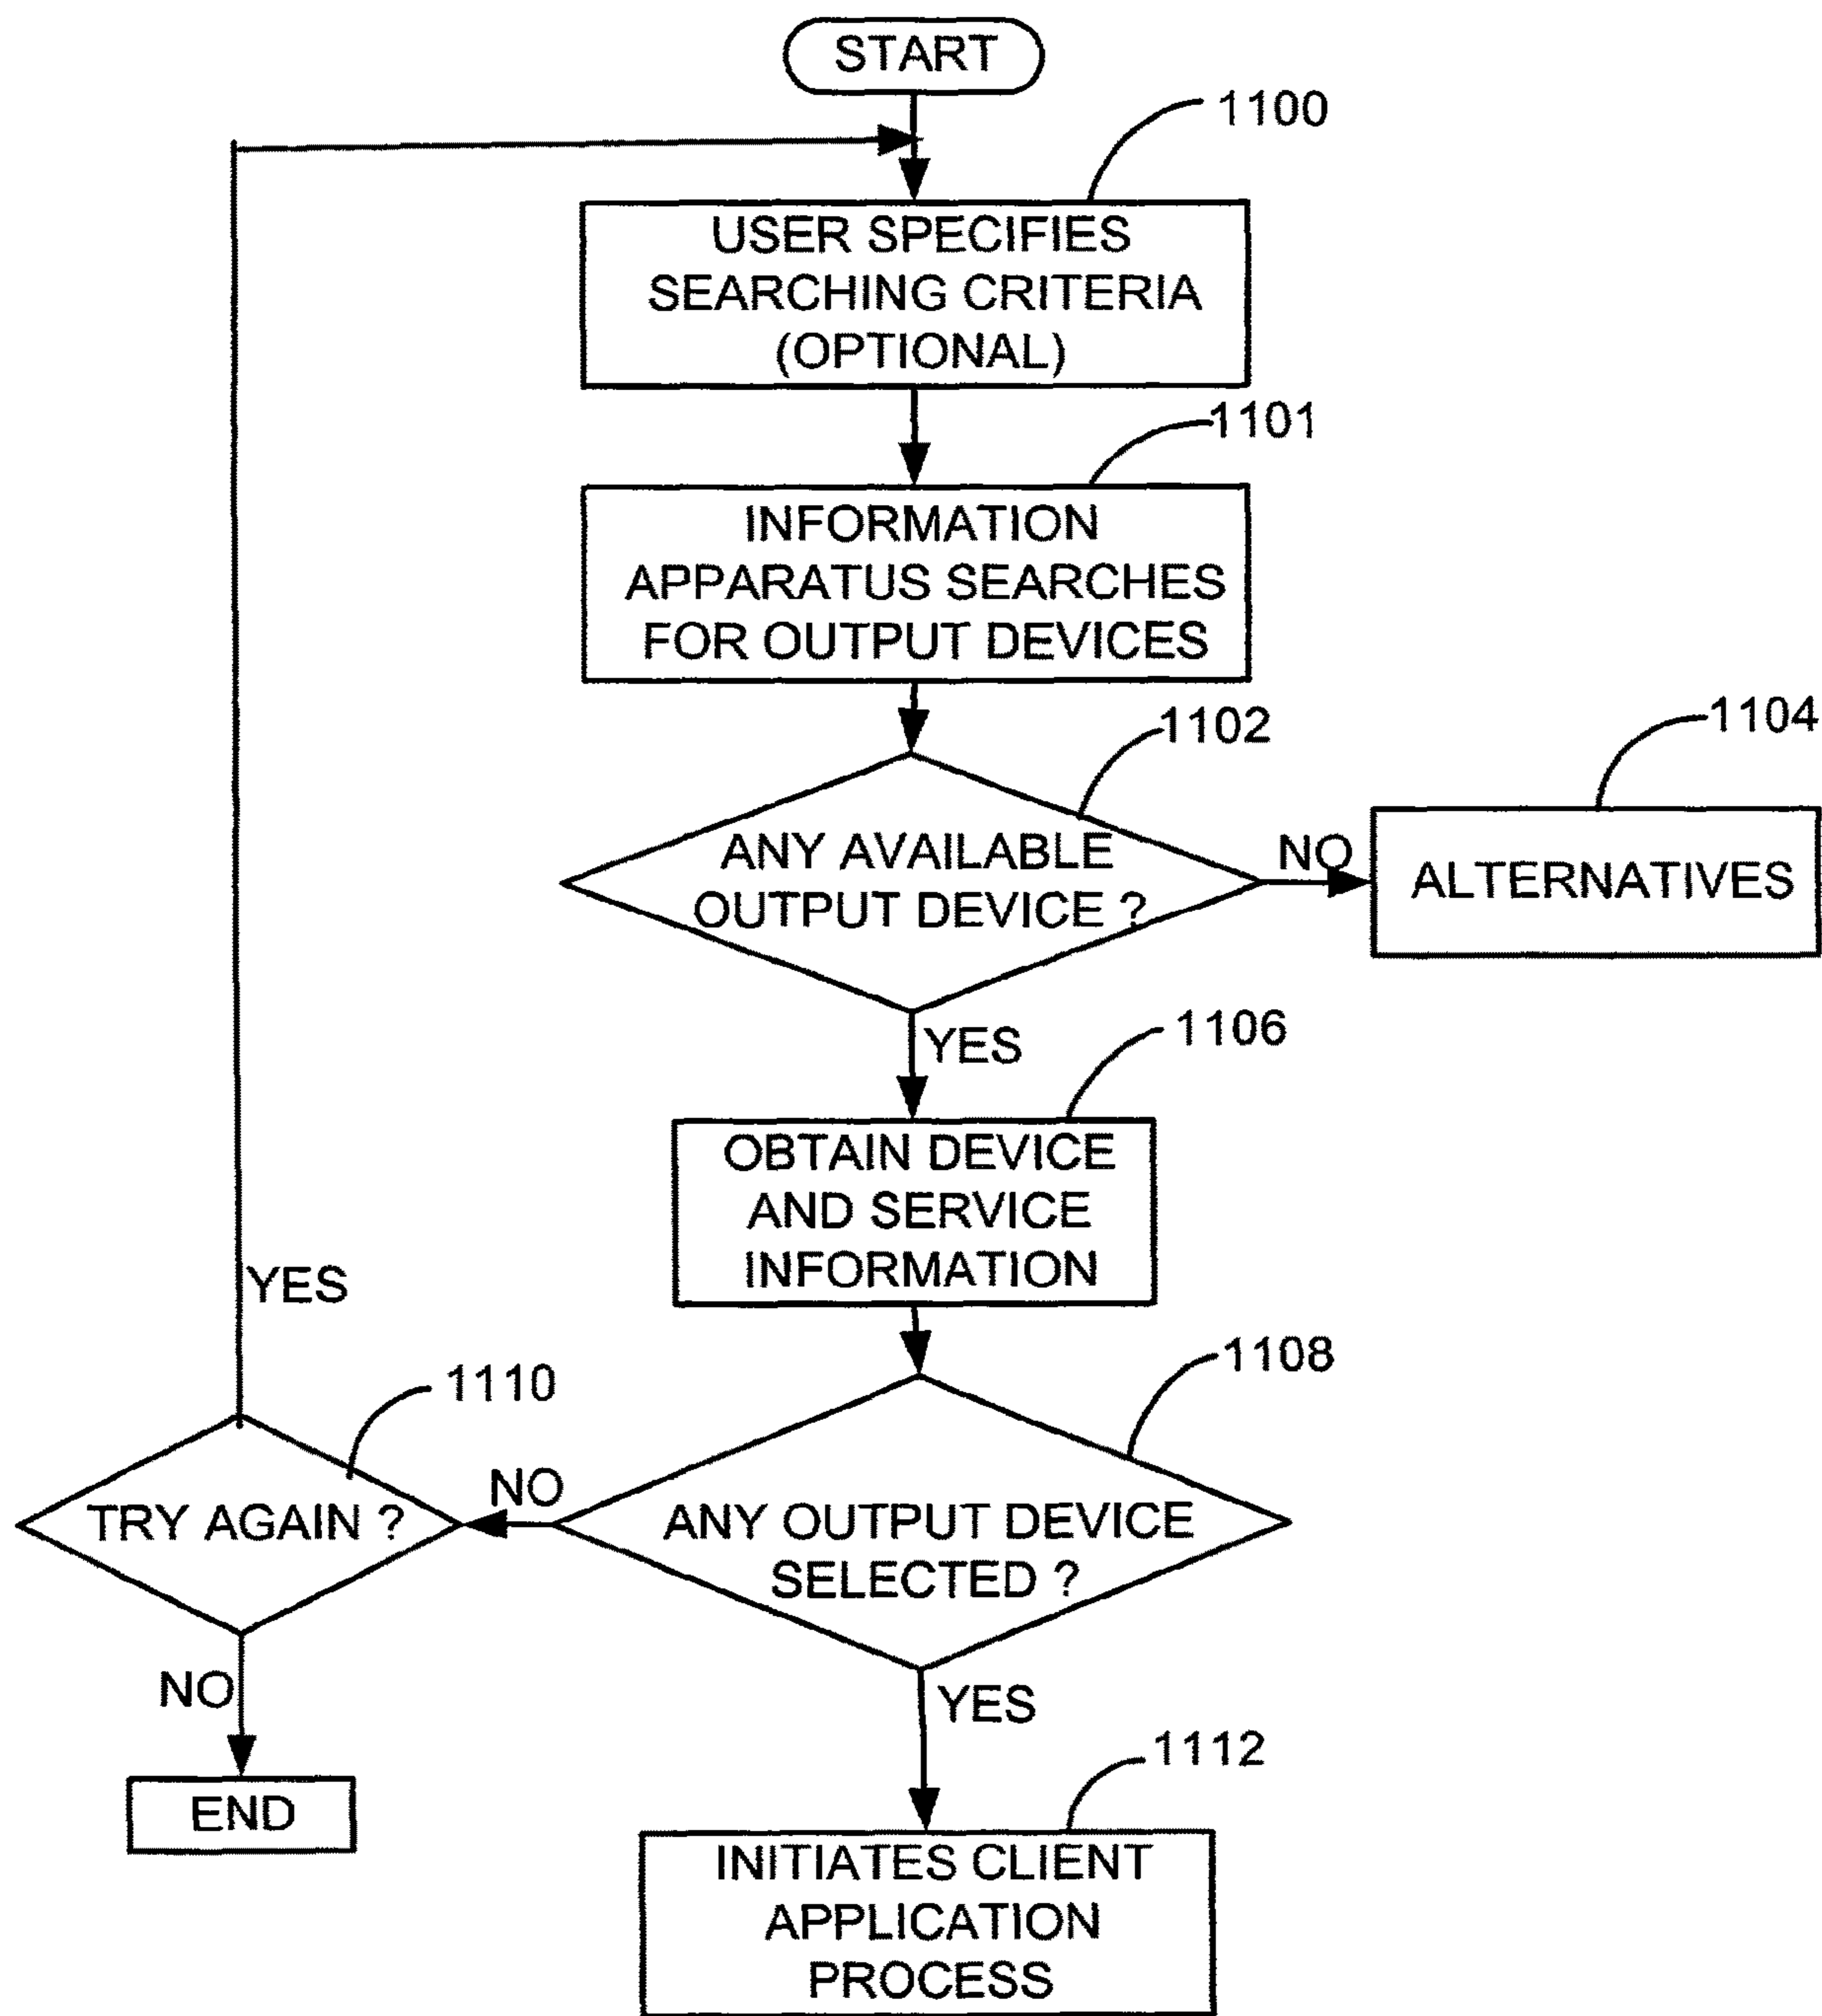 START
1100
USER SPECIFIES
SEARCHING CRITERIA
(OPTIONAL)
1101
INFORMATION
APPARATUS SEARCHES
FOR OUTPUT DEVICES
1102
1104
ANY AVAILABLE
OUTPUT DEVICE ?
NO
ALTERNATIVES
YES
1106
OBTAIN DEVICE
AND SERVICE
INFORMATION
YES
1108
1110
ANY OUTPUT DEVICE
SELECTED ?
NO
TRY AGAIN ?
NO
END
YES
1112
INITIATES CLIENT
APPLICATION
PROCESS